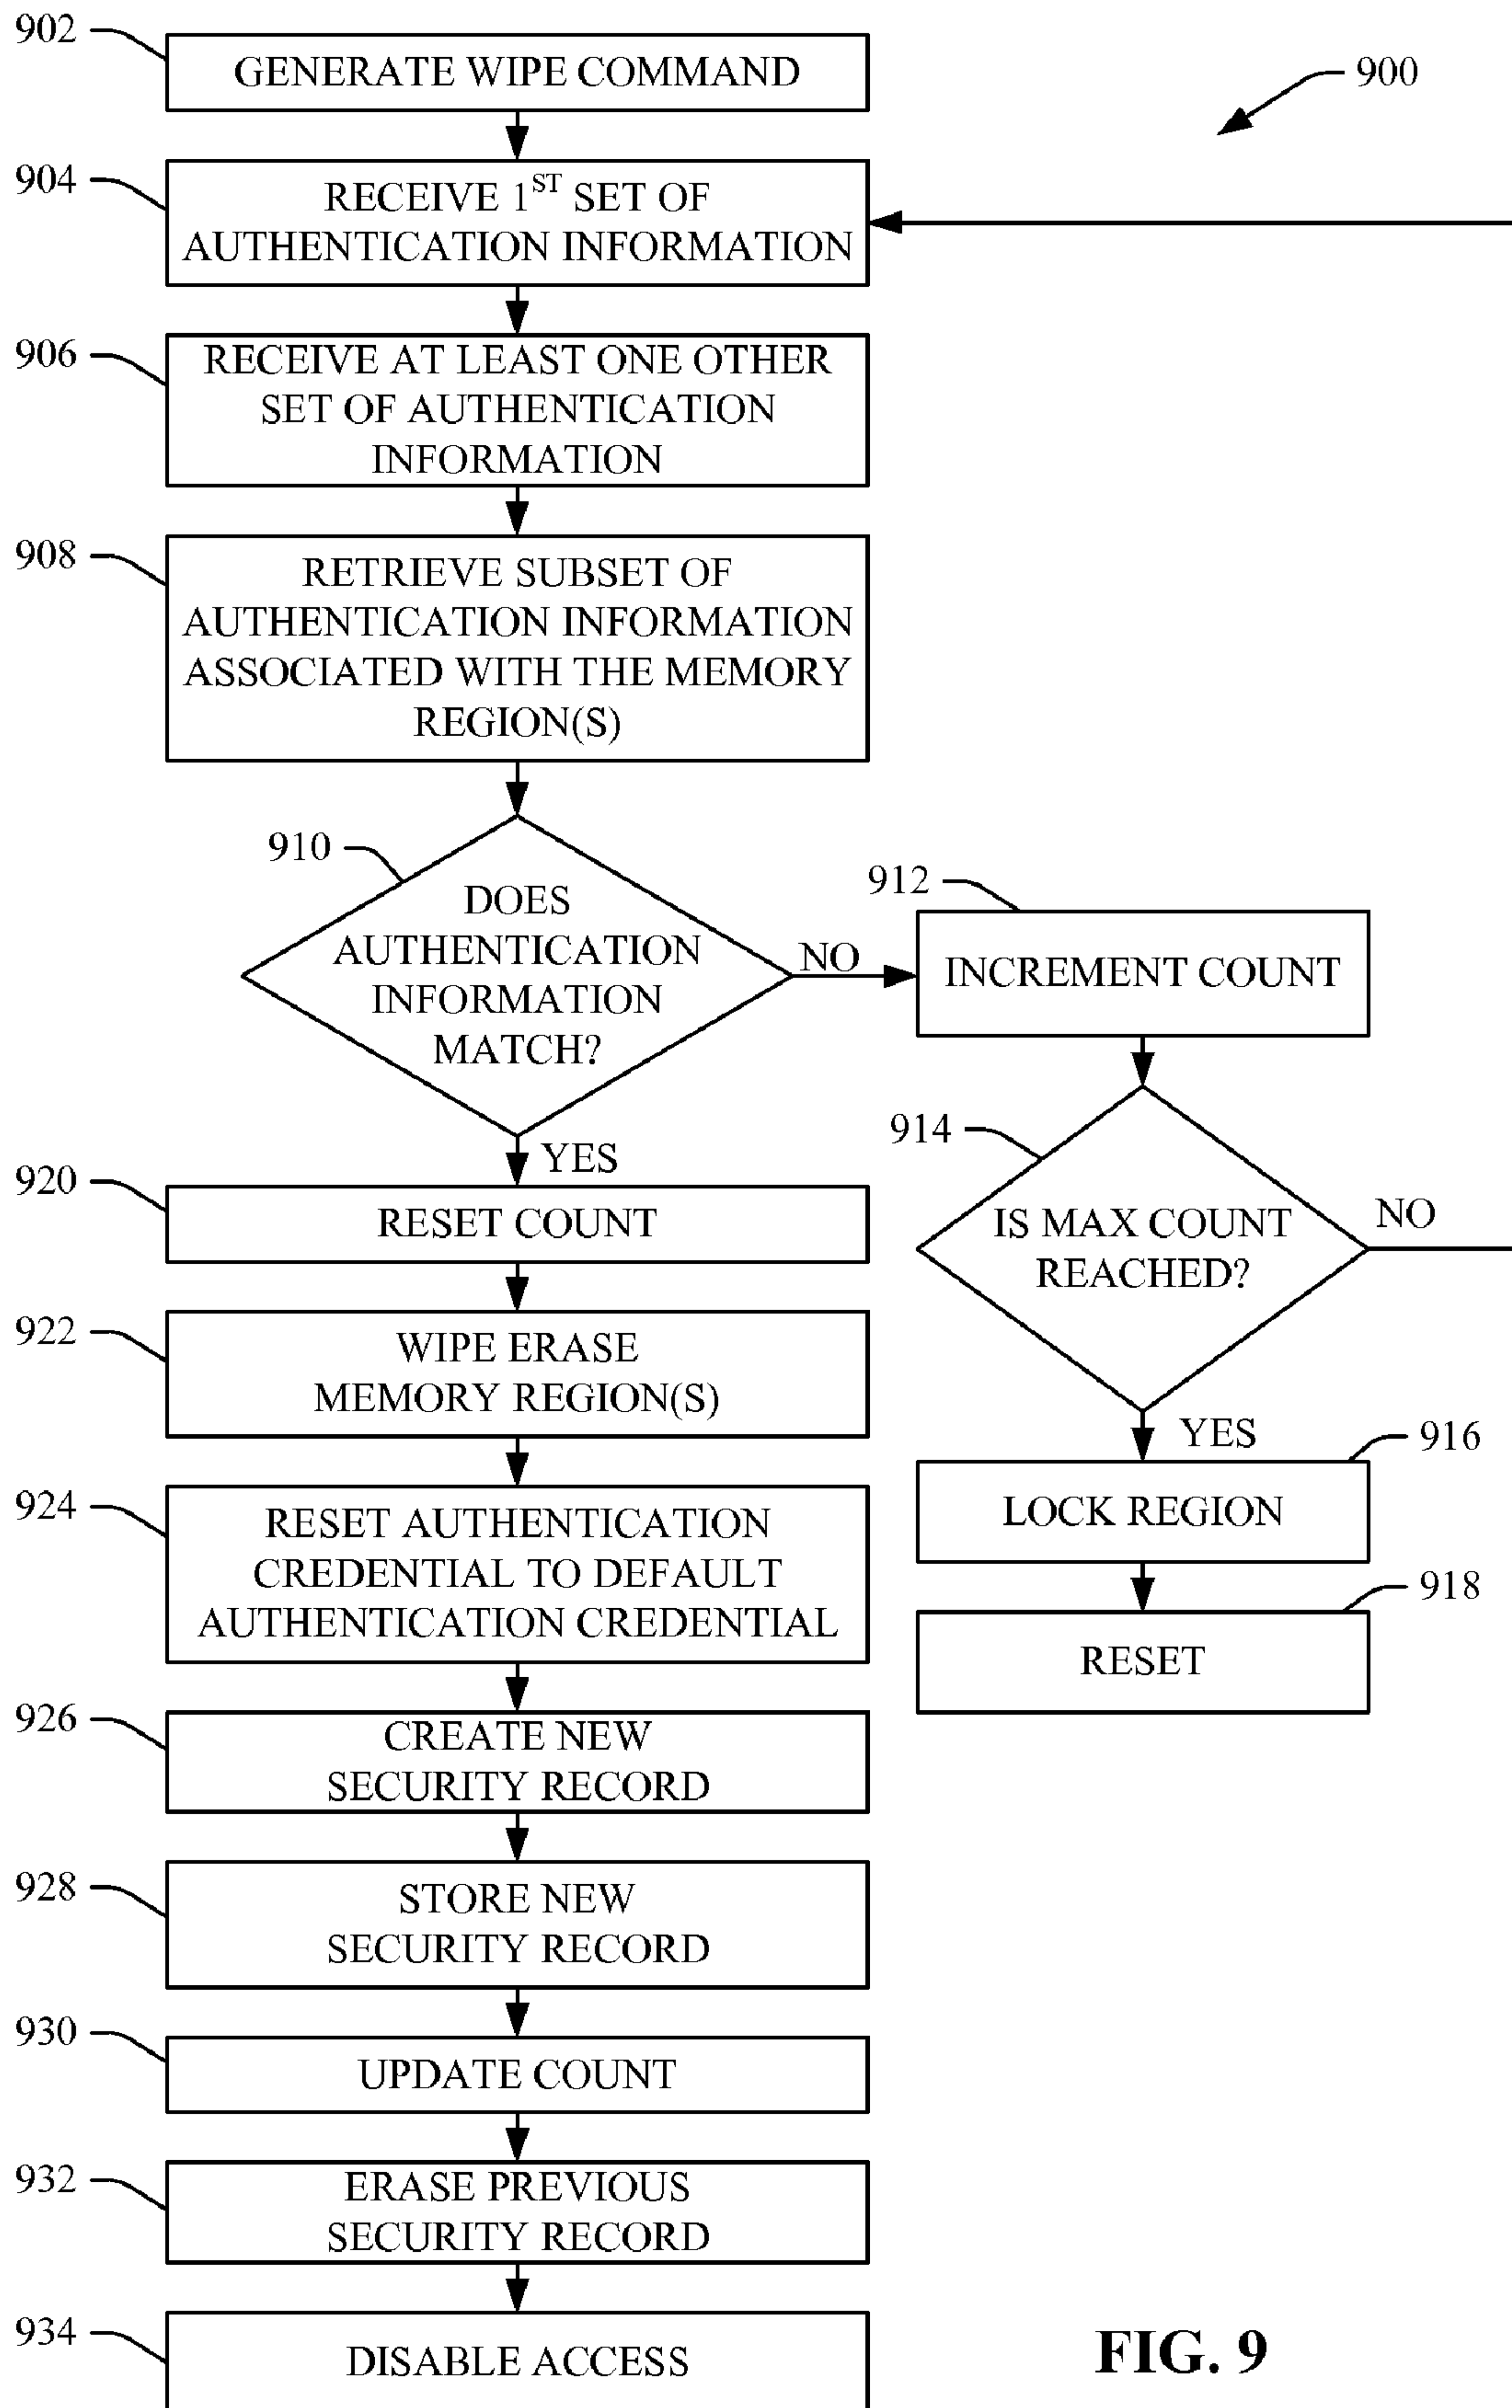 902
GENERATE WIPE COMMAND
900
904
RECEIVE 1ST SET OF
AUTHENTICATION INFORMATION
906
RECEIVE AT LEAST ONE OTHER
SET OF AUTHENTICATION
INFORMATION
908
RETRIEVE SUBSET OF
AUTHENTICATION INFORMATION
ASSOCIATED WITH THE MEMORY
REGION(S)
910
DOES
AUTHENTICATION
INFORMATION
MATCH?
NO
912
INCREMENT COUNT
914
IS MAX COUNT
REACHED?
NO
YES
916
LOCK REGION
918
RESET
YES
920
RESET COUNT
922
WIPE ERASE
MEMORY REGION(S)
924
RESET AUTHENTICATION
CREDENTIAL TO DEFAULT
AUTHENTICATION CREDENTIAL
926
CREATE NEW
SECURITY RECORD
928
STORE NEW
SECURITY RECORD
930
UPDATE COUNT
932
ERASE PREVIOUS
SECURITY RECORD
934
DISABLE ACCESS
FIG. 9